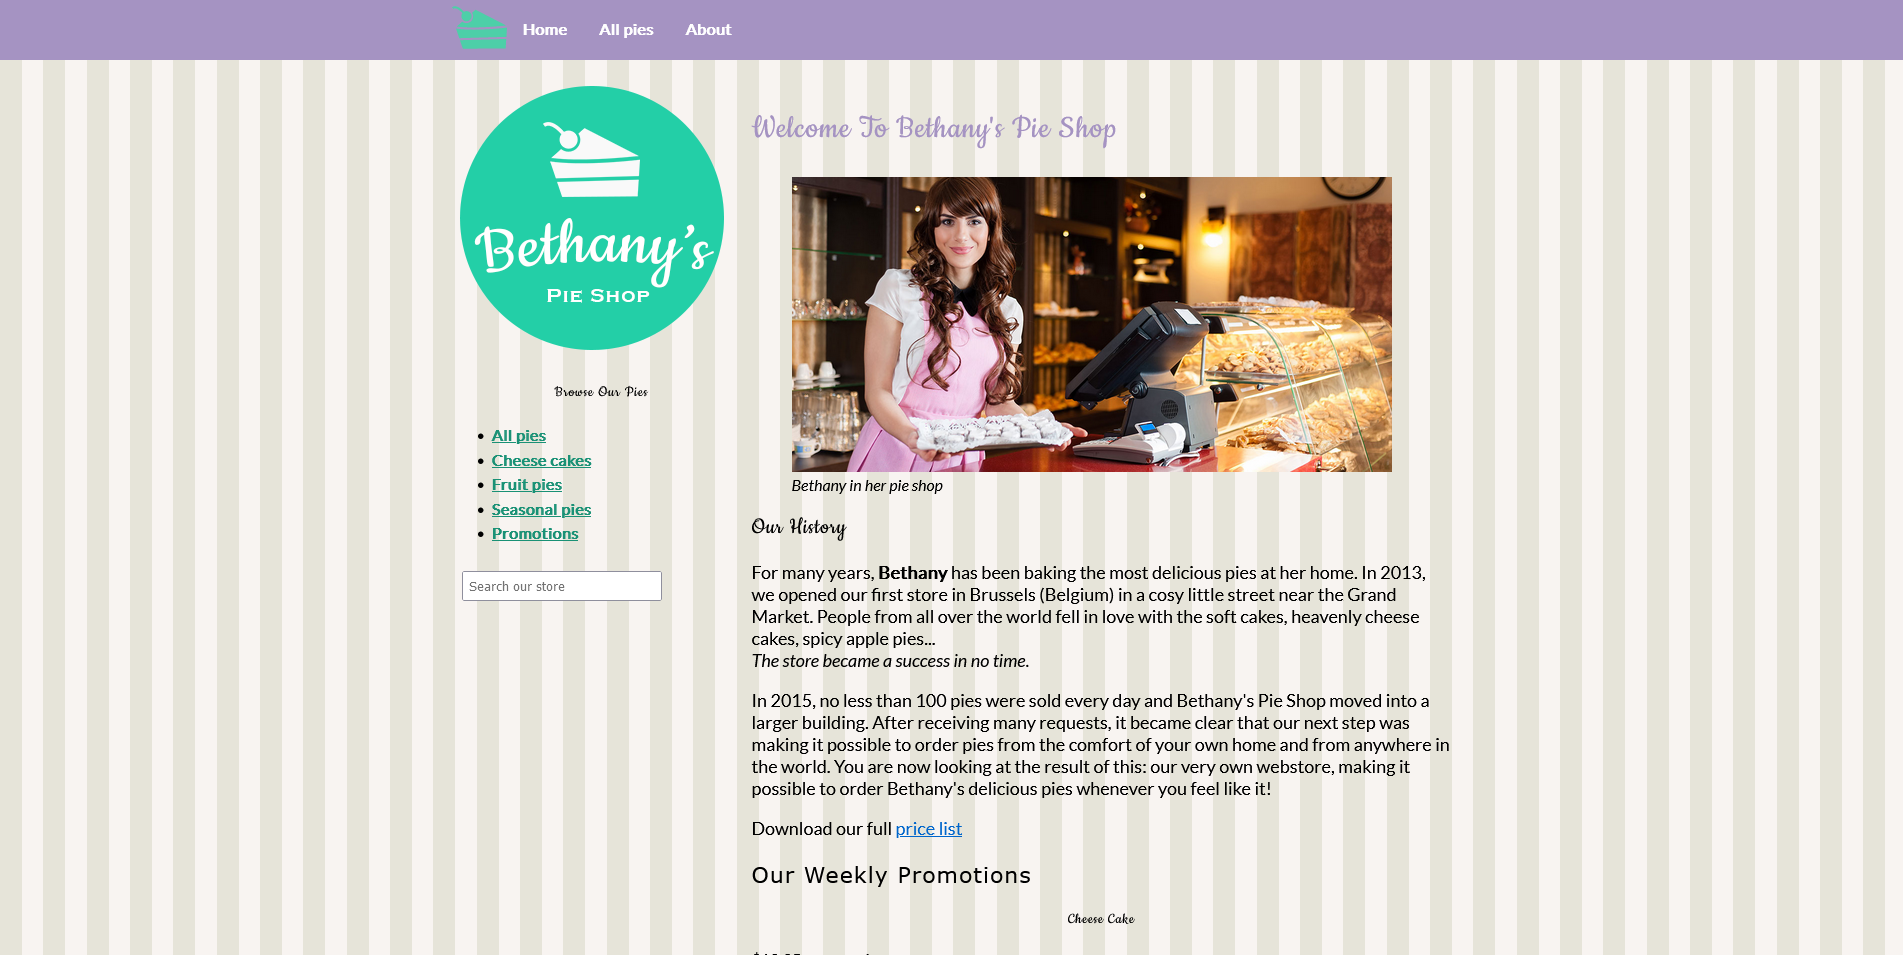 Home
All pies
About
Bethany's
PIE SHOP
Browse Our Pies
All pies
Cheese cakes
Fruit pies
Seasonal pies
Promotions
Search our store
Welcome To Bethany's Pie Shop
Bethany in her pie shop
Our History
For many years, Bethany has been baking the most delicious pies at her home. In 2013,
we opened our first store in Brussels (Belgium) in a cosy little street near the Grand
Market. People from all over the world fell in love with the soft cakes, heavenly cheese
cakes, spicy apple pies...
The store became a success in no time.
In 2015, no less than 100 pies were sold every day and Bethany's Pie Shop moved into a
larger building. After receiving many requests, it became clear that our next step was
making it possible to order pies from the comfort of your own home and from anywhere in
the world. You are now looking at the result of this: our very own webstore, making it
possible to order Bethany's delicious pies whenever you feel like it!
Download our full price list
Our Weekly Promotions
Cheese Cake